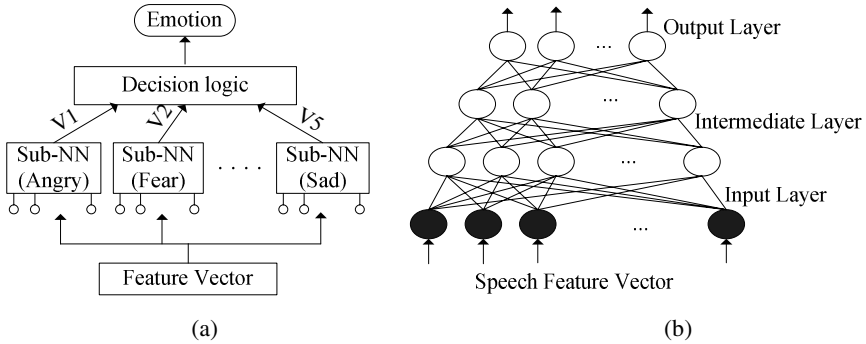 Emotion
Decision logic
V1
V2
V5
Sub-NN
(Angry)
Sub-NN
(Fear)
. . . .
Sub-NN
(Sad)
Feature Vector
(a)
...
Output Layer
...
Intermediate Layer
...
Input Layer
...
Speech Feature Vector
(b)